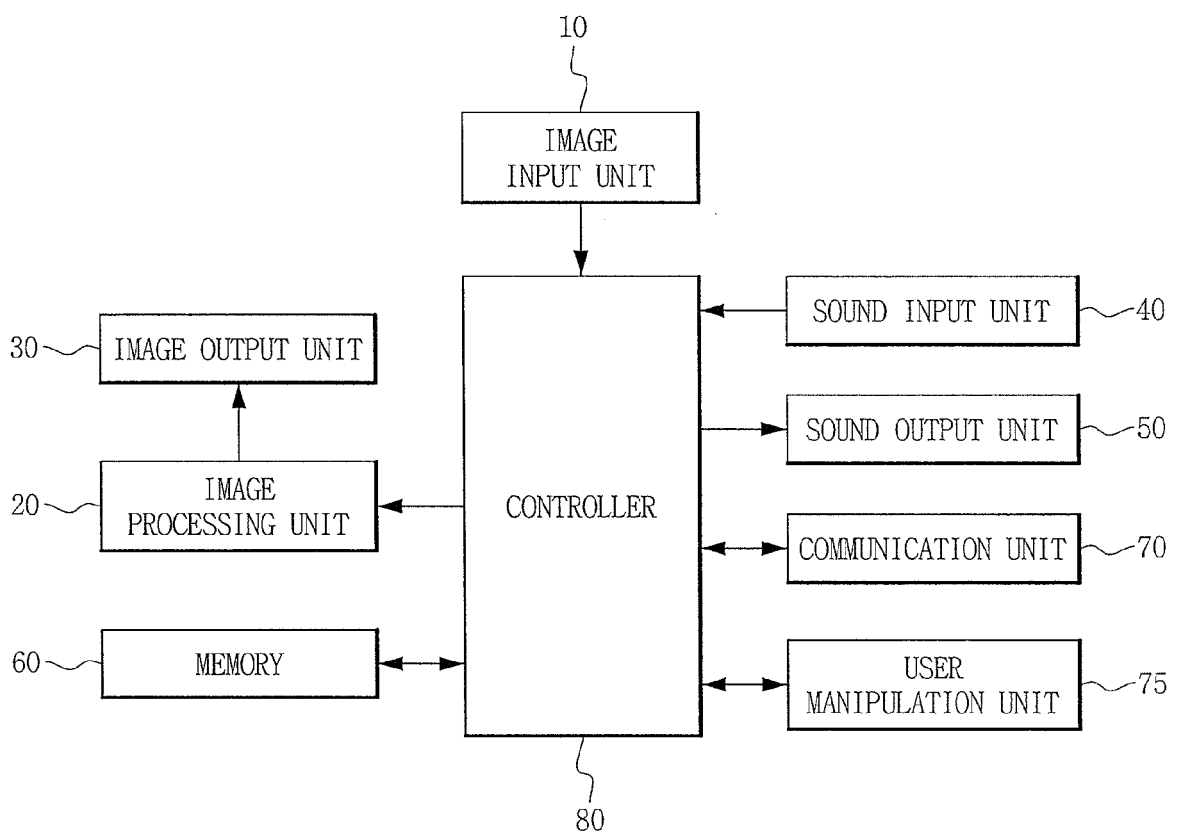 10
IMAGE
INPUT UNIT
30
IMAGE OUTPUT UNIT
20
IMAGE
PROCESSING UNIT
60
MEMORY
CONTROLLER
80
SOUND INPUT UNIT
40
SOUND OUTPUT UNIT
50
COMMUNICATION UNIT
70
USER
MANIPULATION UNIT
75